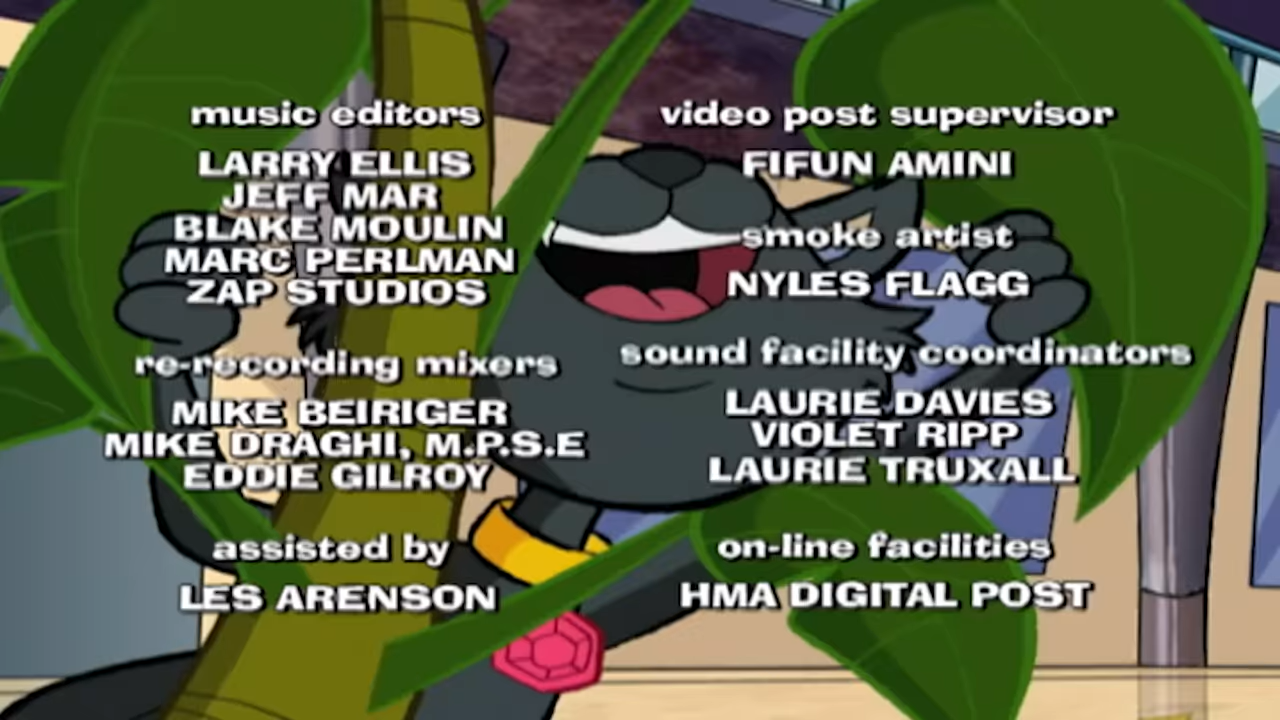 music editors
LARRY ELLIS
JEFF MAR
BLAKE MOULIN
MARC PERLMAN
ZAP STUDIOS
re-recording mixers
MIKE BEIRIGER
MIKE DRAGHI, M.P.S.E
EDDIE GILROY
assisted by
LES ARENSON
video post supervisor
FIFUN AMINI
smoke artist
NYLES FLAGG
sound facility coordinators
LAURIE DAVIES
VIOLET RIPP
LAURIE TRUXALL
on-line facilities
HMA DIGITAL POST